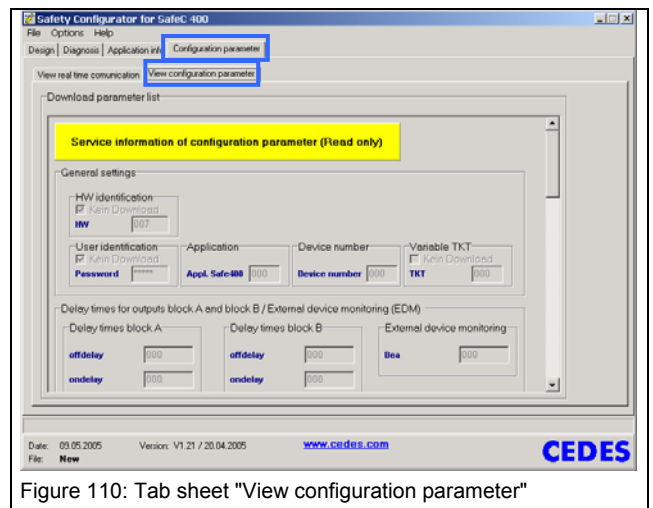 Safety Configurator for SafeC 400
File Options Help
Design Diagnosis Application info Configuration parameter
View real time comunication View configuration parameter
Download parameter list
Service information of configuration parameter (Read only)
General settings
HW identification
Kein Download
HW 007
User identification Application Device number Variable TKT
Kein Download Kein Download
Password ***** Appl. Safe400 000 Device number 000 TKT 000
Delay times for outputs block A and block B / External device monitoring (EDM)
Delay times block A Delay times block B External device monitoring
offdelay 000 offdelay 000 Bea 000
ondelay 000 ondelay 000
Date: 09.05.2005 Version: V1.21 / 20.04.2005 www.cedes.com CEDES
File: New
Figure 110: Tab sheet "View configuration parameter"